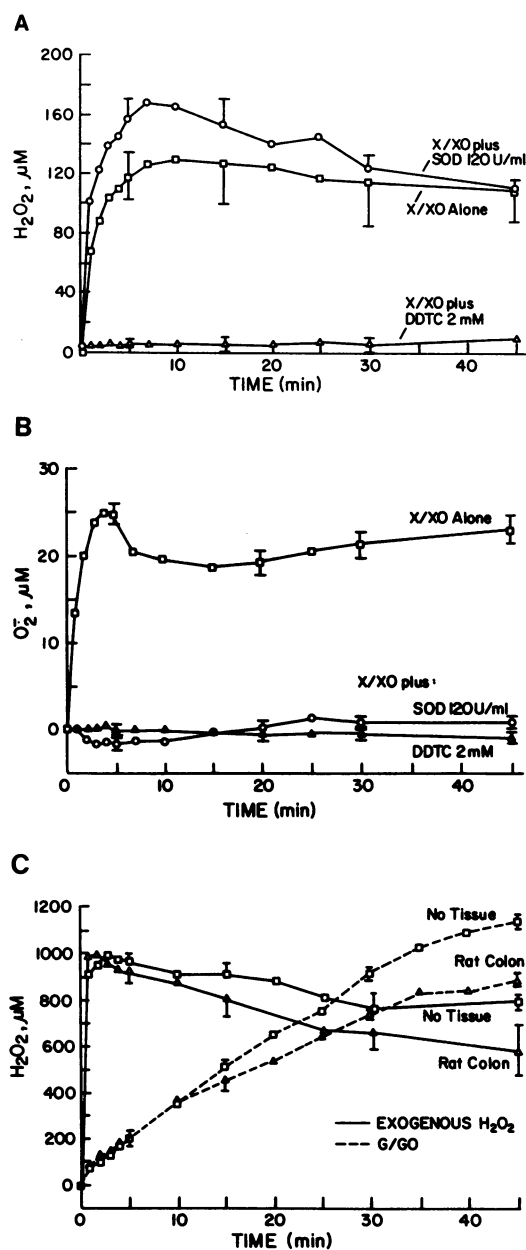 A
200
160
120
80
40
0
H2O2, μM
X/XO plus
SOD 120 U/ml
X/XO Alone
X/XO plus
DDTC 2 mM
10
20
30
40
TIME (min)
B
30
20
10
0
O2⁻, μM
X/XO Alone
X/XO plus:
SOD 120 U/ml
DDTC 2 mM
0
10
20
30
40
TIME (min)
C
1200
1000
800
600
400
200
0
H2O2, μM
No Tissue
Rat Colon
No Tissue
Rat Colon
EXOGENOUS H2O2
G/GO
0
10
20
30
40
TIME (min)